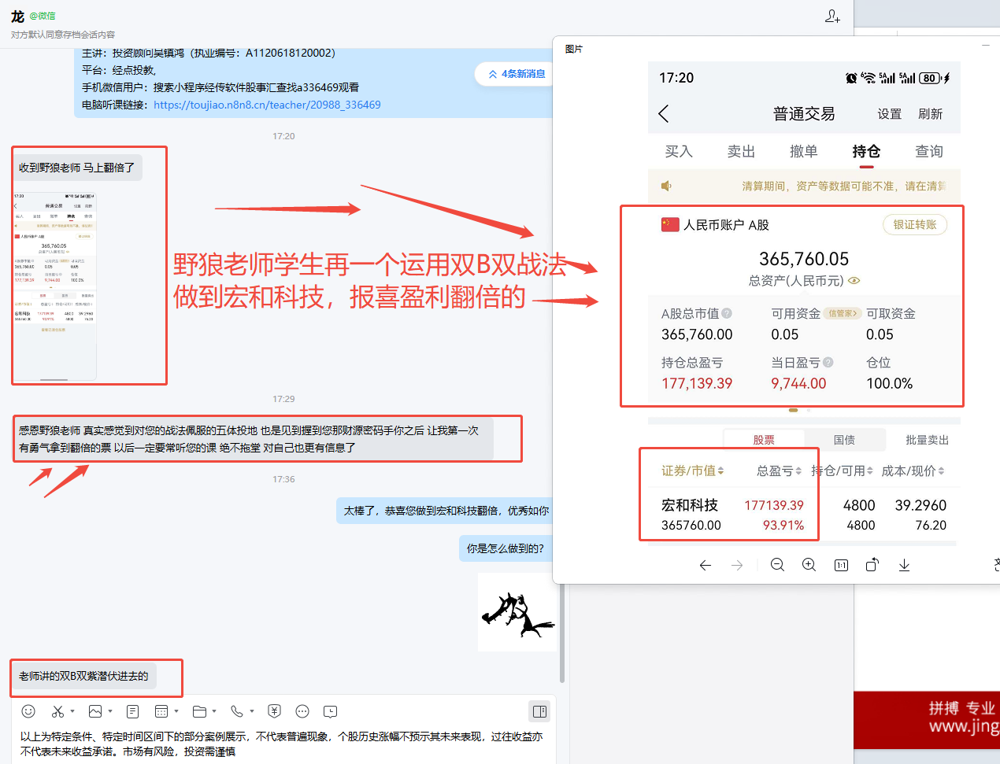 龙 @微信
对方默认同意存档会话内容
主讲：投资顾问吴镇鸿（执业编号：A1120618120002）
平台：经点投教,
手机微信用户：搜索小程序经传软件股事汇查找a336469观看
电脑听课链接：https://toujiao.n8n8.cn/teacher/20988_336469
4条新消息
17:20
收到野狼老师 马上翻倍了
野狼老师学生再一个运用双B双战法
做到宏和科技，报喜盈利翻倍的
17:29
感恩野狼老师 真实感觉到对您的战法佩服的五体投地 也是见到握到您那财源密码手你之后 让我第一次
有勇气拿到翻倍的票 以后一定要常听您的课 绝不拖堂 对自己也更有信息了
17:36
太棒了，恭喜您做到宏和科技翻倍，优秀如你
你是怎么做到的?
老师讲的双B双紫潜伏进去的
以上为特定条件、特定时间区间下的部分案例展示，不代表普遍现象，个股历史涨幅不预示其未来表现，过往收益亦
不代表未来收益承诺。市场有风险，投资需谨慎
图片
17:20 80
普通交易 设置 刷新
买入 卖出 撤单 持仓 查询
清算期间，资产等数据可能不准，请在清算
人民币账户 A股 银证转账
365,760.05
总资产(人民币元)
A股总市值 可用资金 信管家 可取资金
365,760.00 0.05 0.05
持仓总盈亏 当日盈亏 仓位
177,139.39 9,744.00 100.0%
股票 国债 批量卖出
证券/市值 总盈亏 持仓/可用 成本/现价
宏和科技 177139.39 4800 39.2960
365760.00 93.91% 4800 76.20
1:1
拼搏 专业
www.jing